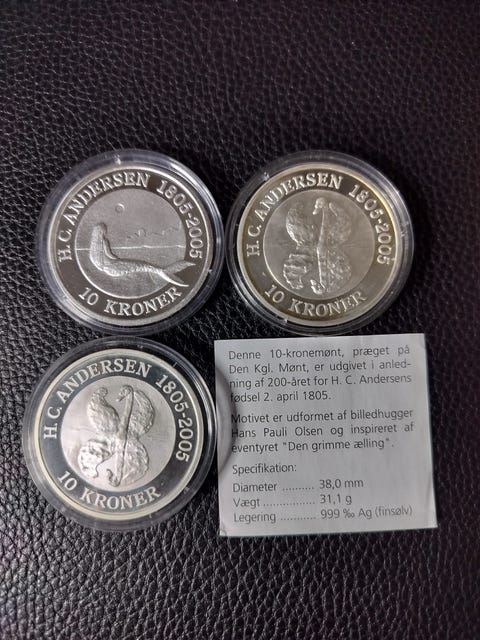 H.C. ANDERSEN 1805-2005
10 KRONER
H.C. ANDERSEN 1805-2005
10 KRONER
H.C. ANDERSEN 1805-2005
10 KRONER
Denne 10-kronemønt, præget på
Den Kgl. Mønt, er udgivet i anled-
ning af 200-året for H. C. Andersens
fødsel 2. april 1805.
Motivet er udformet af billedhugger
Hans Pauli Olsen og inspireret af
eventyret "Den grimme ælling".
Specifikation:
Diameter .......... 38,0 mm
Vægt ................ 31,1 g
Legering ........... 999 ‰ Ag (finsølv)